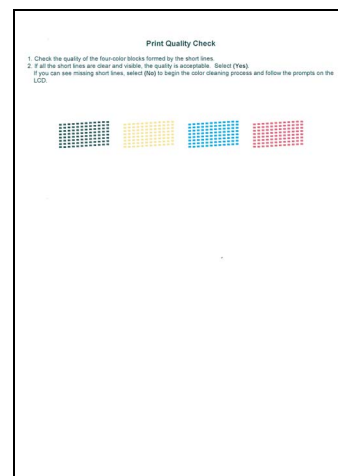 Print Quality Check
1. Check the quality of the four-color blocks formed by the short lines.
2. If all the short lines are clear and visible, the quality is acceptable. Select (Yes).
If you can see missing short lines, select (No) to begin the color cleaning process and follow the prompts on the
LCD.